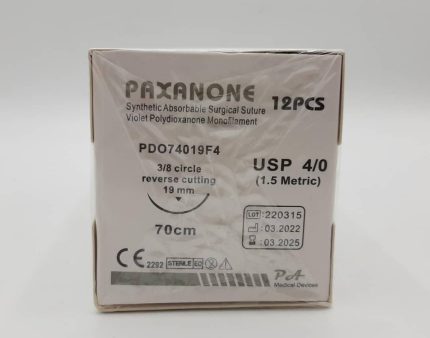 PAXANONE 12PCS
Synthetic Absorbable Surgical Suture
Violet Polydioxanone Monofilament
PDO74019F4
3/8 circle
reverse cutting
19 mm
70cm
USP 4/0
(1.5 Metric)
LOT :220315
:03.2022
:03.2025
CE 2292 STERILE EO
PA
Medical Devices